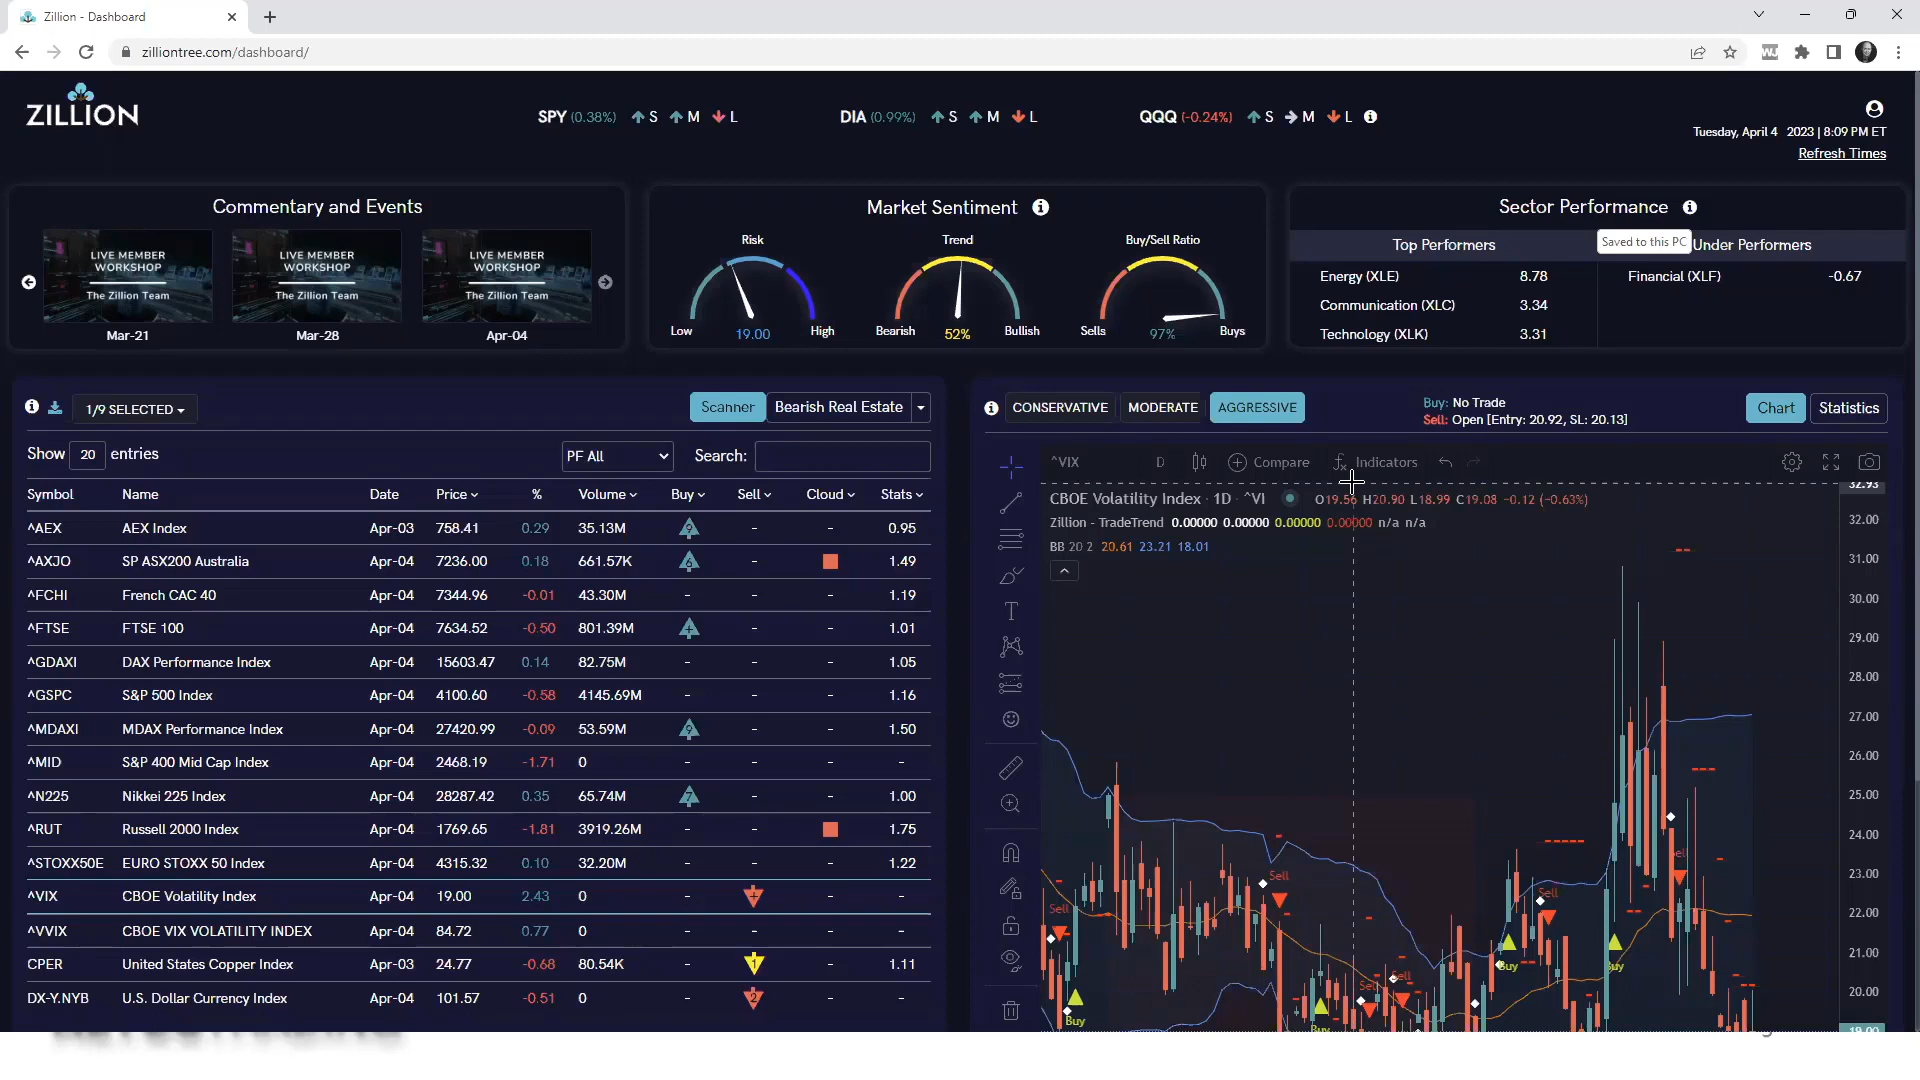 Zillion - Dashboard
zilliontree.com/dashboard/
ZILLION
SPY (0.38%) S M L
DIA (0.99%) S M L
QQQ (-0.24%) S M L
Tuesday, April 4 2023 | 8:09 PM ET
Refresh Times
Commentary and Events
LIVE MEMBER WORKSHOP The Zillion Team Mar-21
LIVE MEMBER WORKSHOP The Zillion Team Mar-28
LIVE MEMBER WORKSHOP The Zillion Team Apr-04
Market Sentiment
Risk Trend Buy/Sell Ratio
Low 19.00 High
Bearish 52% Bullish
Sells 97% Buys
Sector Performance
Top Performers Under Performers
Saved to this PC
Energy (XLE) 8.78 Financial (XLF) -0.67
Communication (XLC) 3.34
Technology (XLK) 3.31
1/9 SELECTED
Scanner Bearish Real Estate
Show 20 entries PF All Search:
Symbol Name Date Price % Volume Buy Sell Cloud Stats
^AEX AEX Index Apr-03 758.41 0.29 35.13M 9 - - 0.95
^AXJO SP ASX200 Australia Apr-04 7236.00 0.18 661.57K 6 - 1.49
^FCHI French CAC 40 Apr-04 7344.96 -0.01 43.30M - - - 1.19
^FTSE FTSE 100 Apr-04 7634.52 -0.50 801.39M + - - 1.01
^GDAXI DAX Performance Index Apr-04 15603.47 0.14 82.75M - - - 1.05
^GSPC S&P 500 Index Apr-04 4100.60 -0.58 4145.69M - - - 1.16
^MDAXI MDAX Performance Index Apr-04 27420.99 -0.09 53.59M 9 - - 1.50
^MID S&P 400 Mid Cap Index Apr-04 2468.19 -1.71 0 - - - -
^N225 Nikkei 225 Index Apr-04 28287.42 0.35 65.74M 7 - - 1.00
^RUT Russell 2000 Index Apr-04 1769.65 -1.81 3919.26M - - 1.75
^STOXX50E EURO STOXX 50 Index Apr-04 4315.32 0.10 32.20M - - - 1.22
^VIX CBOE Volatility Index Apr-04 19.00 2.43 0 - + - -
^VVIX CBOE VIX VOLATILITY INDEX Apr-04 84.72 0.77 0 - - - -
CPER United States Copper Index Apr-03 24.77 -0.68 80.54K - 1 - 1.11
DX-Y.NYB U.S. Dollar Currency Index Apr-04 101.57 -0.51 0 - 2 - -
CONSERVATIVE MODERATE AGGRESSIVE
Buy: No Trade
Sell: Open [Entry: 20.92, SL: 20.13]
Chart Statistics
^VIX D Compare Indicators
CBOE Volatility Index · 1D · ^VI O19.56 H20.90 L18.99 C19.08 -0.12 (-0.63%)
Zillion - TradeTrend 0.00000 0.00000 0.00000 0.00000 n/a n/a
BB 20 2 20.61 23.21 18.01
32.93
32.00
31.00
30.00
29.00
28.00
27.00
26.00
25.00
24.00
23.00
22.00
21.00
20.00
19.00
Sell
Buy
Sell
Buy
Sell
Sell
Buy
Sell
Buy